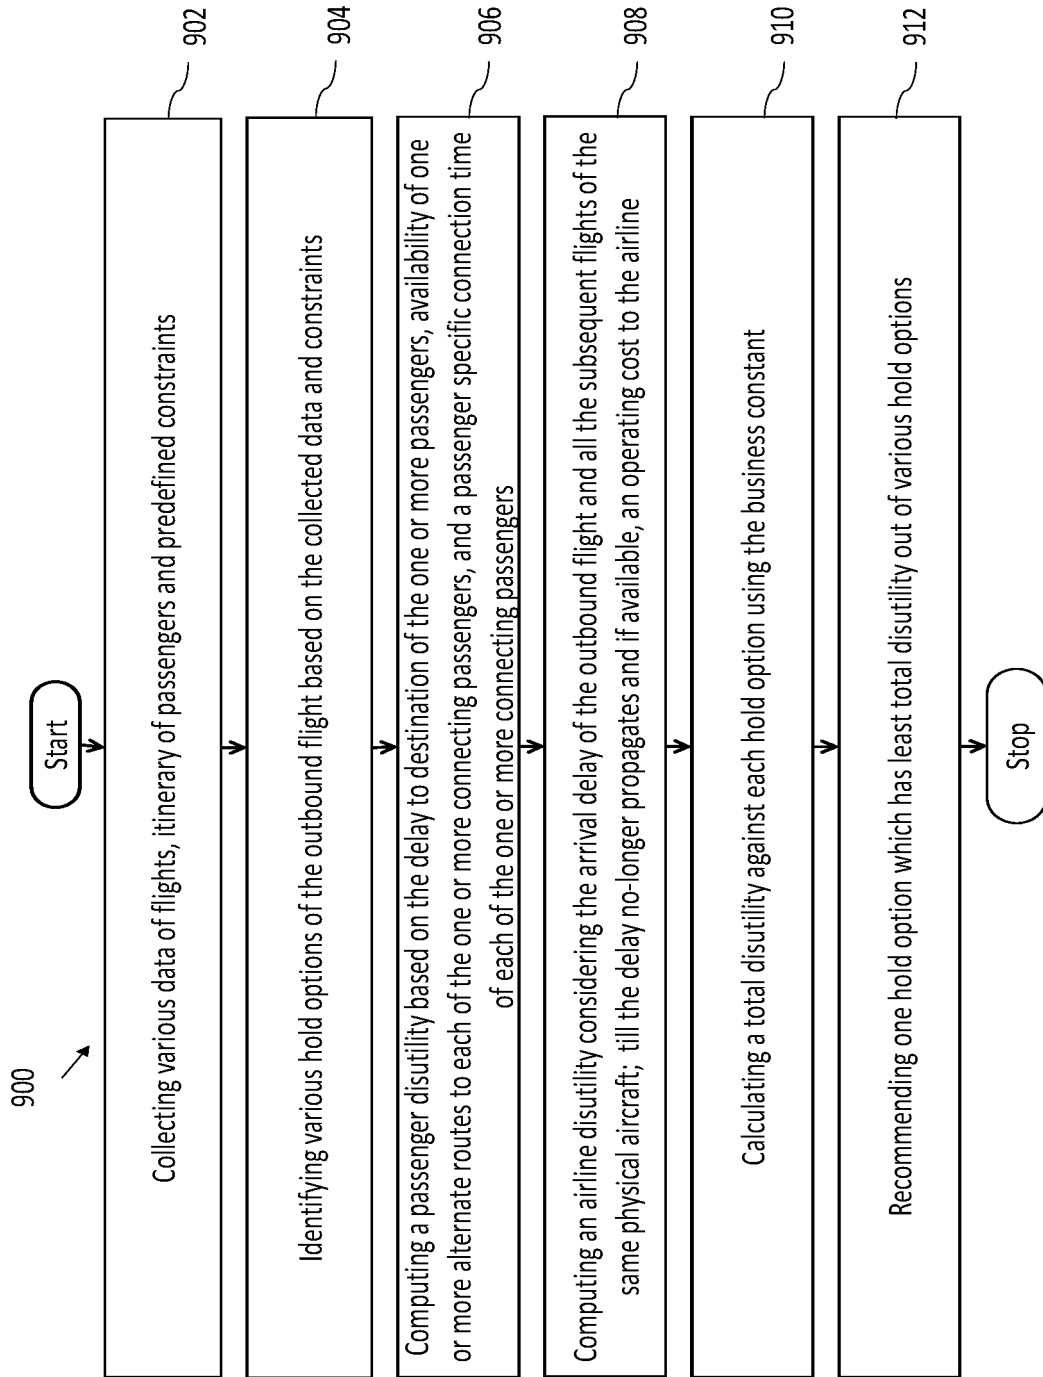 900
Start
Collecting various data of flights, itinerary of passengers and predefined constraints
902
Identifying various hold options of the outbound flight based on the collected data and constraints
904
Computing a passenger disutility based on the delay to destination of the one or more passengers, availability of one
or more alternate routes to each of the one or more connecting passengers, and a passenger specific connection time
of each of the one or more connecting passengers
906
Computing an airline disutility considering the arrival delay of the outbound flight and all the subsequent flights of the
same physical aircraft; till the delay no-longer propagates and if available, an operating cost to the airline
908
Calculating a total disutility against each hold option using the business constant
910
Recommending one hold option which has least total disutility out of various hold options
912
Stop